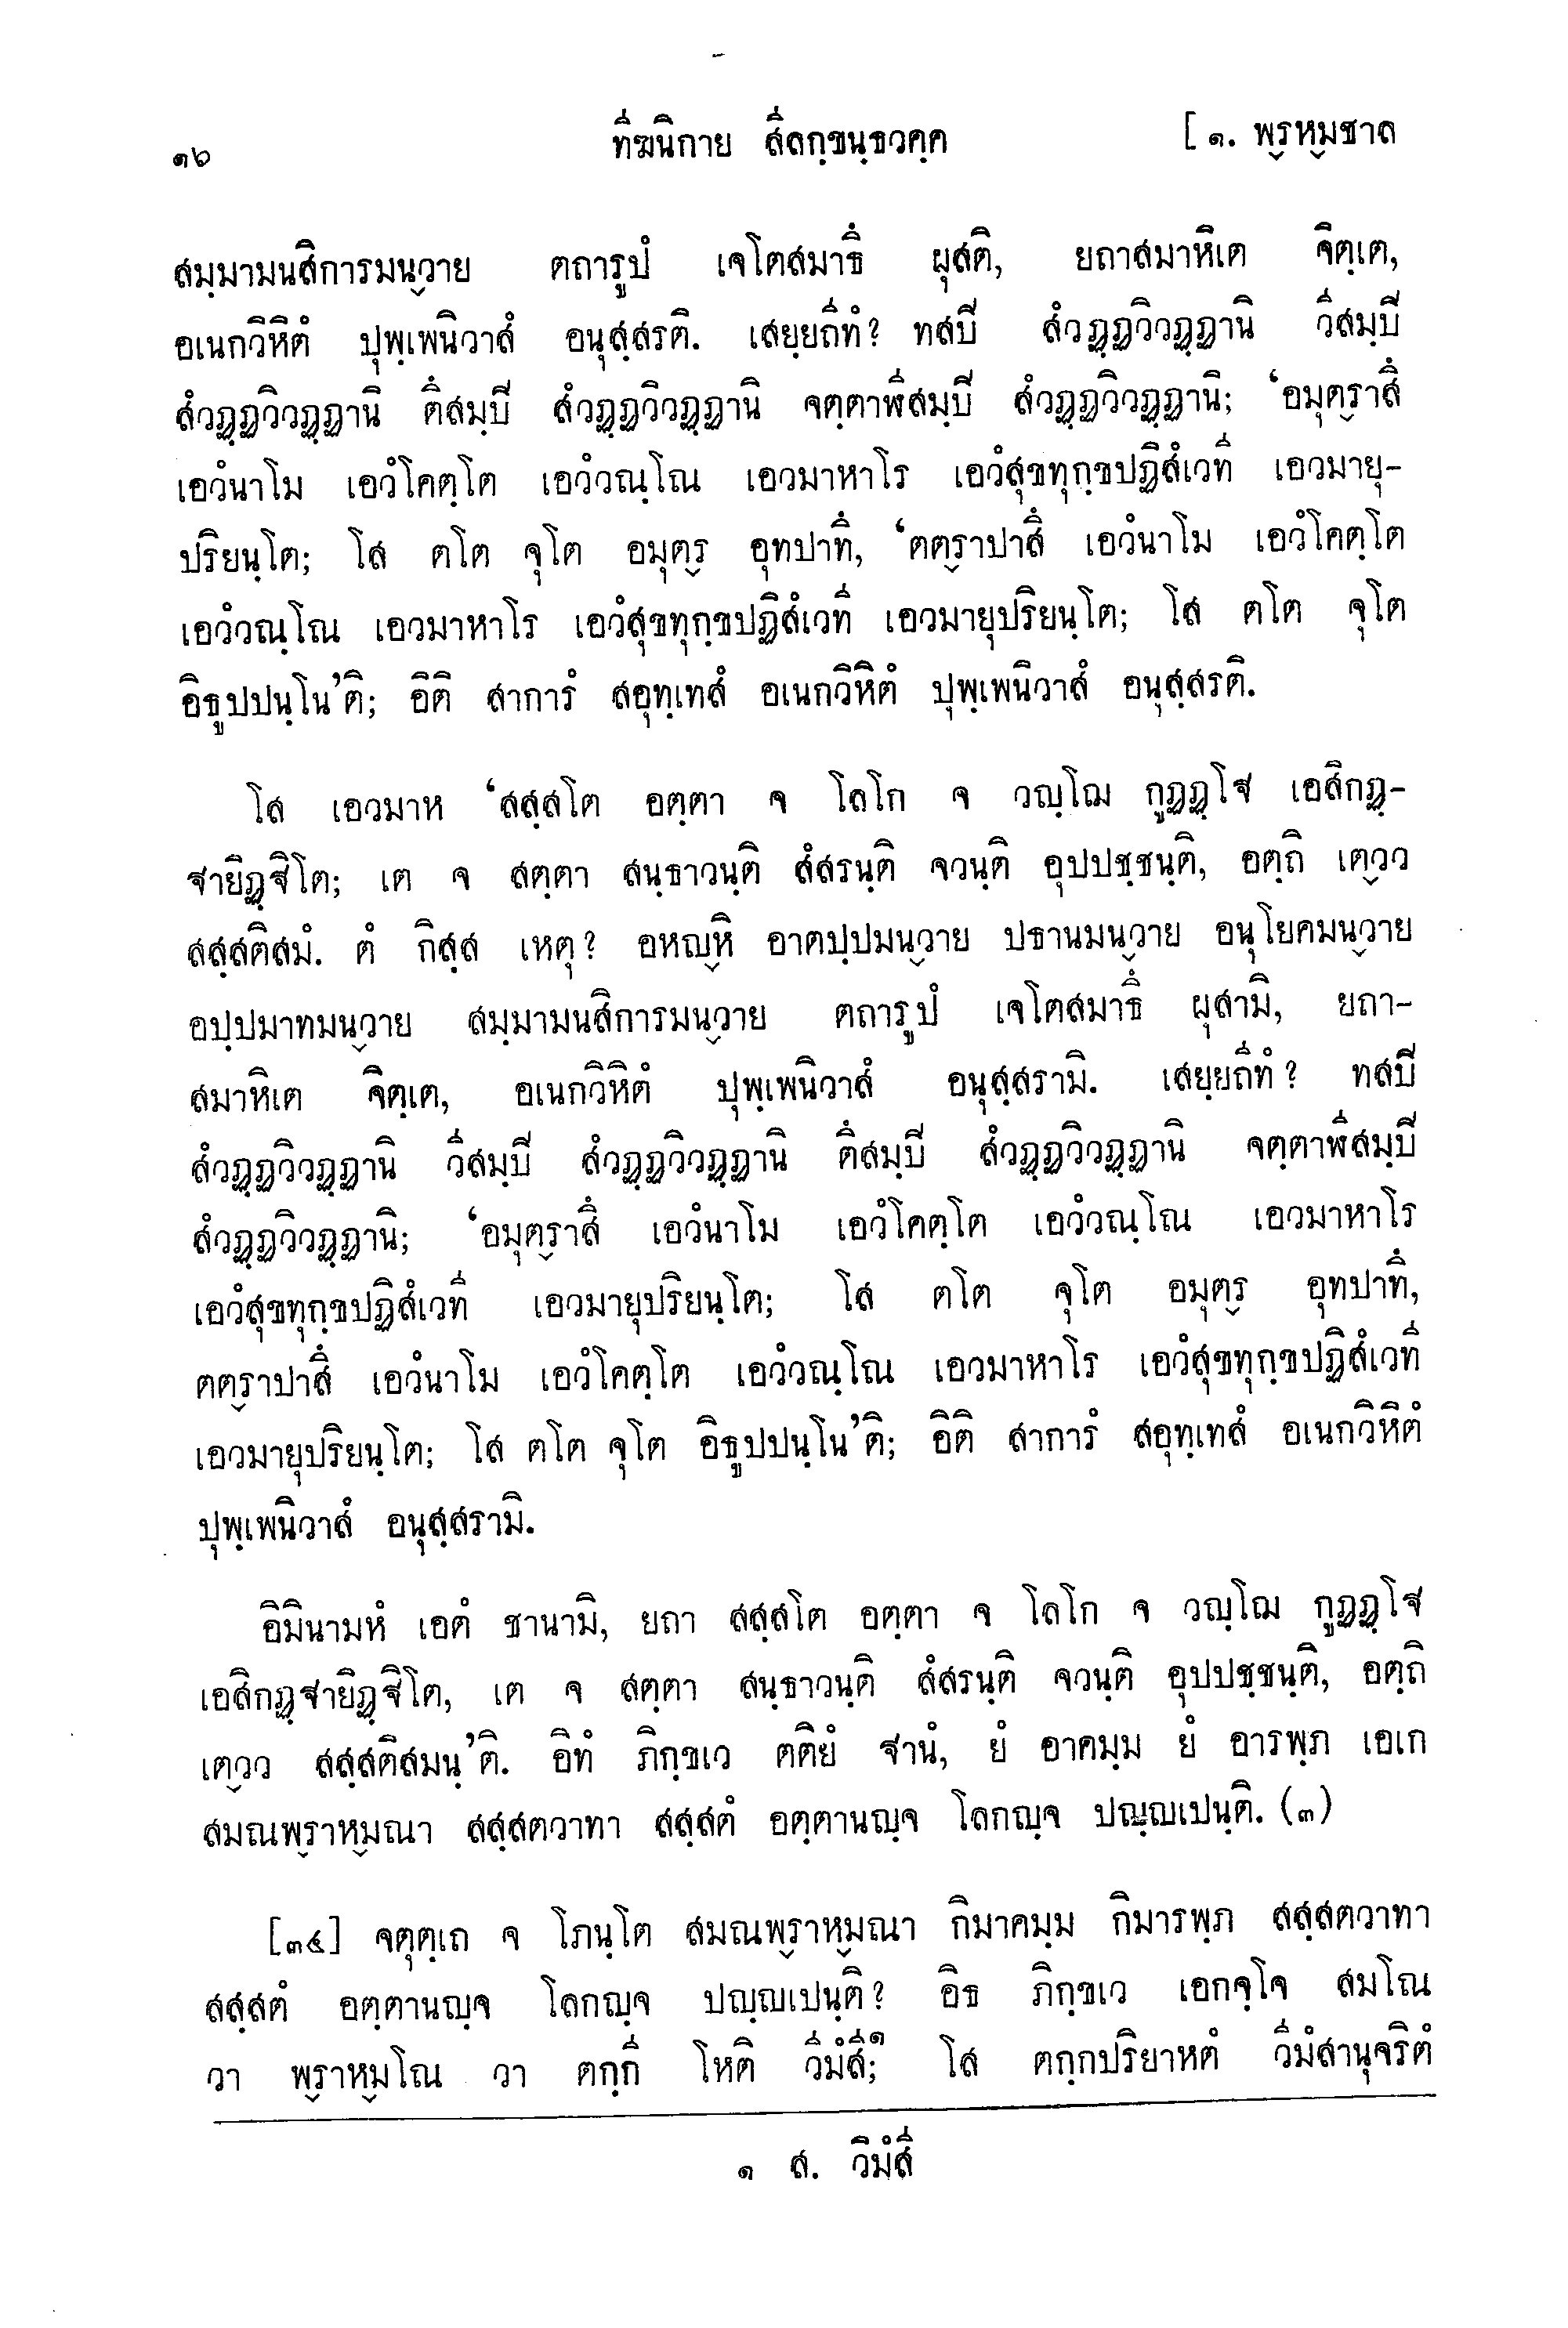 ๑๖ ทีฆนิกาย สีลกฺขนฺธวคฺค [ ๑. พฺรหฺมชาล
สมฺมามนสิการมนฺวาย ตถารูปํ เจโตสมาธึ ผุสติ, ยถาสมาหิเต จิตฺเต,
อเนกวิหิตํ ปุพฺเพนิวาสํ อนุสฺสรติ. เสยฺยถีทํ? ทสปิ สํวฏฺฏวิวฏฺฏานิ วีสมฺปิ
สํวฏฺฏวิวฏฺฏานิ ตึสมฺปิ สํวฏฺฏวิวฏฺฏานิ จตฺตาฬีสมฺปิ สํวฏฺฏวิวฏฺฏานิ; ‘อมุตฺราสึ
เอวํนาโม เอวํโคตฺโต เอวํวณฺโณ เอวมาหาโร เอวํสุขทุกฺขปฏิสํเวที เอวมายุ-
ปริยนฺโต; โส ตโต จุโต อมุตฺร อุทปาทึ, ‘ตตฺราปาสึ เอวํนาโม เอวํโคตฺโต
เอวํวณฺโณ เอวมาหาโร เอวํสุขทุกฺขปฏิสํเวที เอวมายุปริยนฺโต; โส ตโต จุโต
อิธูปปนฺโน’ติ; อิติ สาการํ สอุทฺเทสํ อเนกวิหิตํ ปุพฺเพนิวาสํ อนุสฺสรติ.
โส เอวมาห ‘สสฺสโต อตฺตา จ โลโก จ วญฺโฌ กูฏฏฺโฐ เอสิกฏฺ-
ฐายิฏฺฐิโต; เต จ สตฺตา สนฺธาวนฺติ สํสรนฺติ จวนฺติ อุปปชฺชนฺติ, อตฺถิ เตฺวว
สสฺสติสมํ. ตํ กิสฺส เหตุ? อหญฺหิ อาตปฺปมนฺวาย ปธานมนฺวาย อนุโยคมนฺวาย
อปฺปมาทมนฺวาย สมฺมามนสิการมนฺวาย ตถารูปํ เจโตสมาธึ ผุสามิ, ยถา-
สมาหิเต จิตฺเต, อเนกวิหิตํ ปุพฺเพนิวาสํ อนุสฺสรามิ. เสยฺยถีทํ? ทสปิ
สํวฏฺฏวิวฏฺฏานิ วีสมฺปิ สํวฏฺฏวิวฏฺฏานิ ตึสมฺปิ สํวฏฺฏวิวฏฺฏานิ จตฺตาฬีสมฺปิ
สํวฏฺฏวิวฏฺฏานิ; ‘อมุตฺราสึ เอวํนาโม เอวํโคตฺโต เอวํวณฺโณ เอวมาหาโร
เอวํสุขทุกฺขปฏิสํเวที เอวมายุปริยนฺโต; โส ตโต จุโต อมุตฺร อุทปาทึ,
ตตฺราปาสึ เอวํนาโม เอวํโคตฺโต เอวํวณฺโณ เอวมาหาโร เอวํสุขทุกฺขปฏิสํเวที
เอวมายุปริยนฺโต; โส ตโต จุโต อิธูปปนฺโน’ติ; อิติ สาการํ สอุทฺเทสํ อเนกวิหิตํ
ปุพฺเพนิวาสํ อนุสฺสรามิ.
อิมินามหํ เอตํ ชานามิ, ยถา สสฺสโต อตฺตา จ โลโก จ วญฺโฌ กูฏฏฺโฐ
เอสิกฏฺฐายิฏฺฐิโต, เต จ สตฺตา สนฺธาวนฺติ สํสรนฺติ จวนฺติ อุปปชฺชนฺติ, อตฺถิ
เตฺวว สสฺสติสมนฺ’ติ. อิทํ ภิกฺขเว ตติยํ ฐานํ, ยํ อาคมฺม ยํ อารพฺภ เอเก
สมณพฺราหฺมณา สสฺสตวาทา สสฺสตํ อตฺตานญฺจ โลกญฺจ ปญฺญเปนฺติ. (๓)
[๓๔] จตุตฺเถ จ โภนฺโต สมณพฺราหฺมณา กิมาคมฺม กิมารพฺภ สสฺสตวาทา
สสฺสตํ อตฺตานญฺจ โลกญฺจ ปญฺญเปนฺติ? อิธ ภิกฺขเว เอกจฺโจ สมโณ
วา พฺราหฺมโณ วา ตกฺกี โหติ วีมํสี;๑ โส ตกฺกปริยาหตํ วีมํสานุจริตํ
๑ ส. วิมํสี